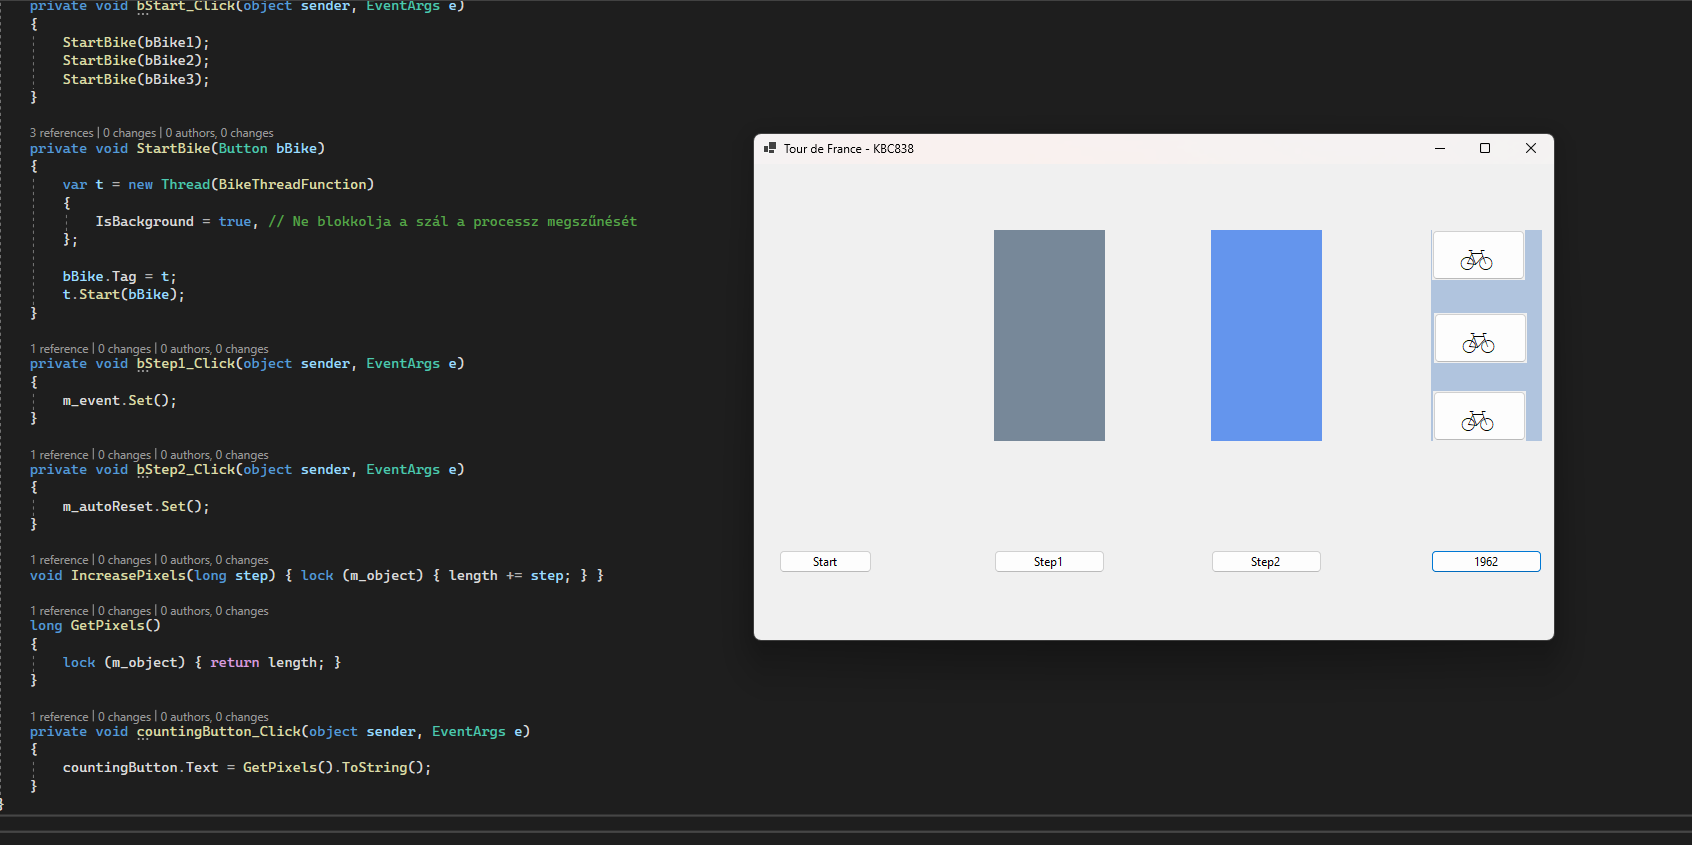 private void bStart_Click(object sender, EventArgs e)
{
StartBike(bBike1);
StartBike(bBike2);
StartBike(bBike3);
}
3 references | 0 changes | 0 authors, 0 changes
private void StartBike(Button bBike)
{
var t = new Thread(BikeThreadFunction)
{
IsBackground = true, // Ne blokkolja a szál a processz megszűnését
};
bBike.Tag = t;
t.Start(bBike);
}
1 reference | 0 changes | 0 authors, 0 changes
private void bStep1_Click(object sender, EventArgs e)
{
m_event.Set();
}
1 reference | 0 changes | 0 authors, 0 changes
private void bStep2_Click(object sender, EventArgs e)
{
m_autoReset.Set();
}
1 reference | 0 changes | 0 authors, 0 changes
void IncreasePixels(long step) { lock (m_object) { length += step; } }
1 reference | 0 changes | 0 authors, 0 changes
long GetPixels()
{
lock (m_object) { return length; }
}
1 reference | 0 changes | 0 authors, 0 changes
private void countingButton_Click(object sender, EventArgs e)
{
countingButton.Text = GetPixels().ToString();
}
}
Tour de France - KBC838
Start
Step1
Step2
1962